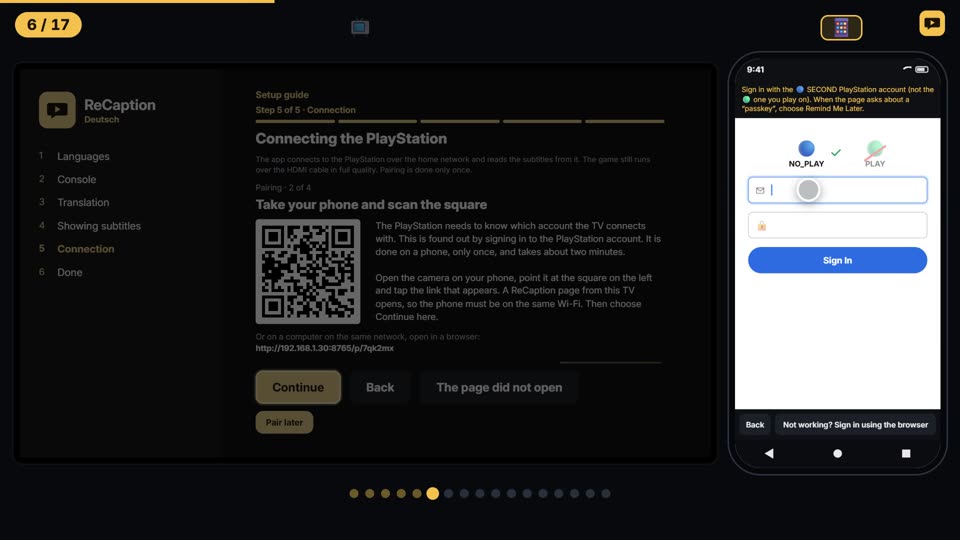 6 / 17
ReCaption
Deutsch
1 Languages
2 Console
3 Translation
4 Showing subtitles
5 Connection
6 Done
Setup guide
Step 5 of 5 · Connection
Connecting the PlayStation
The app connects to the PlayStation over the home network and reads the subtitles from it. The game still runs
over the HDMI cable in full quality. Pairing is done only once.
Pairing · 2 of 4
Take your phone and scan the square
The PlayStation needs to know which account the TV connects
with. This is found out by signing in to the PlayStation account. It is
done on a phone, only once, and takes about two minutes.
Open the camera on your phone, point it at the square on the left
and tap the link that appears. A ReCaption page from this TV
opens, so the phone must be on the same Wi-Fi. Then choose
Continue here.
Or on a computer on the same network, open in a browser:
http://192.168.1.30:8765/p/7qk2mx
Continue
Back
The page did not open
Pair later
9:41
Sign in with the SECOND PlayStation account (not the
one you play on). When the page asks about a
"passkey", choose Remind Me Later.
NO_PLAY
PLAY
Sign In
Back
Not working? Sign in using the browser